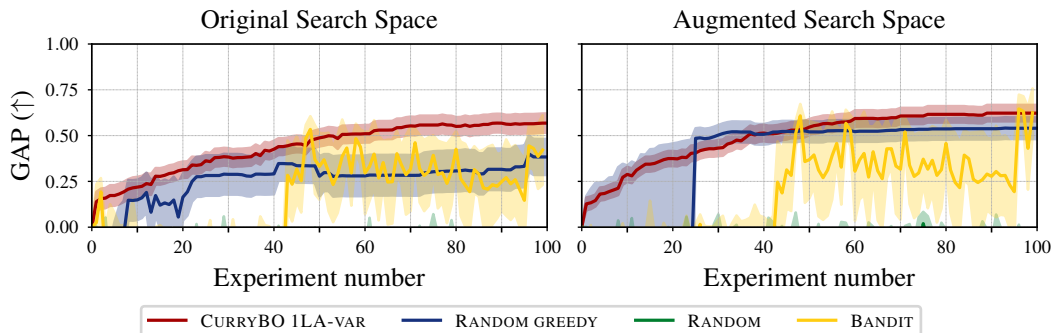 Original Search Space
Augmented Search Space
GAP (↑)
1.00
0.75
0.50
0.25
0.00
0 20 40 60 80 100
0 20 40 60 80 100
Experiment number
Experiment number
CURRYBO 1LA-VAR RANDOM GREEDY RANDOM BANDIT